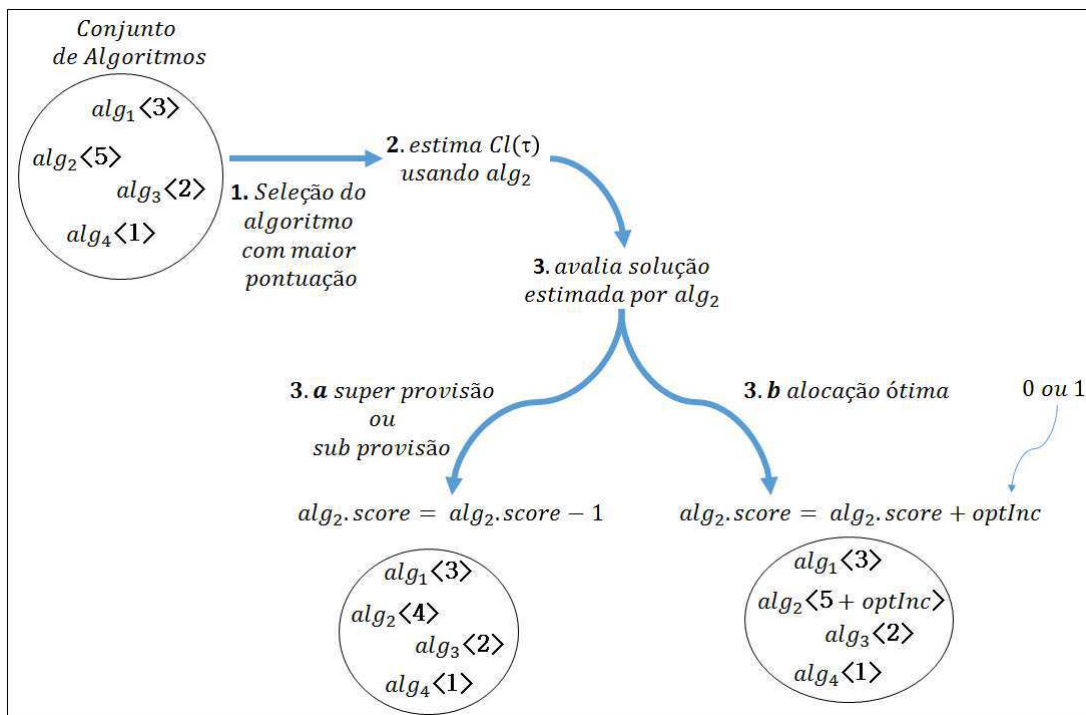 Conjunto
de Algoritmos
alg₁⟨3⟩
alg₂⟨5⟩
alg₃⟨2⟩
alg₄⟨1⟩
1. Seleção do
algoritmo
com maior
pontuação
2. estima Cl(τ)
usando alg₂
3. avalia solução
estimada por alg₂
3. a super provisão
ou
sub provisão
3. b alocação ótima
0 ou 1
alg₂.score = alg₂.score − 1
alg₂.score = alg₂.score + optInc
alg₁⟨3⟩
alg₂⟨4⟩
alg₃⟨2⟩
alg₄⟨1⟩
alg₁⟨3⟩
alg₂⟨5 + optInc⟩
alg₃⟨2⟩
alg₄⟨1⟩